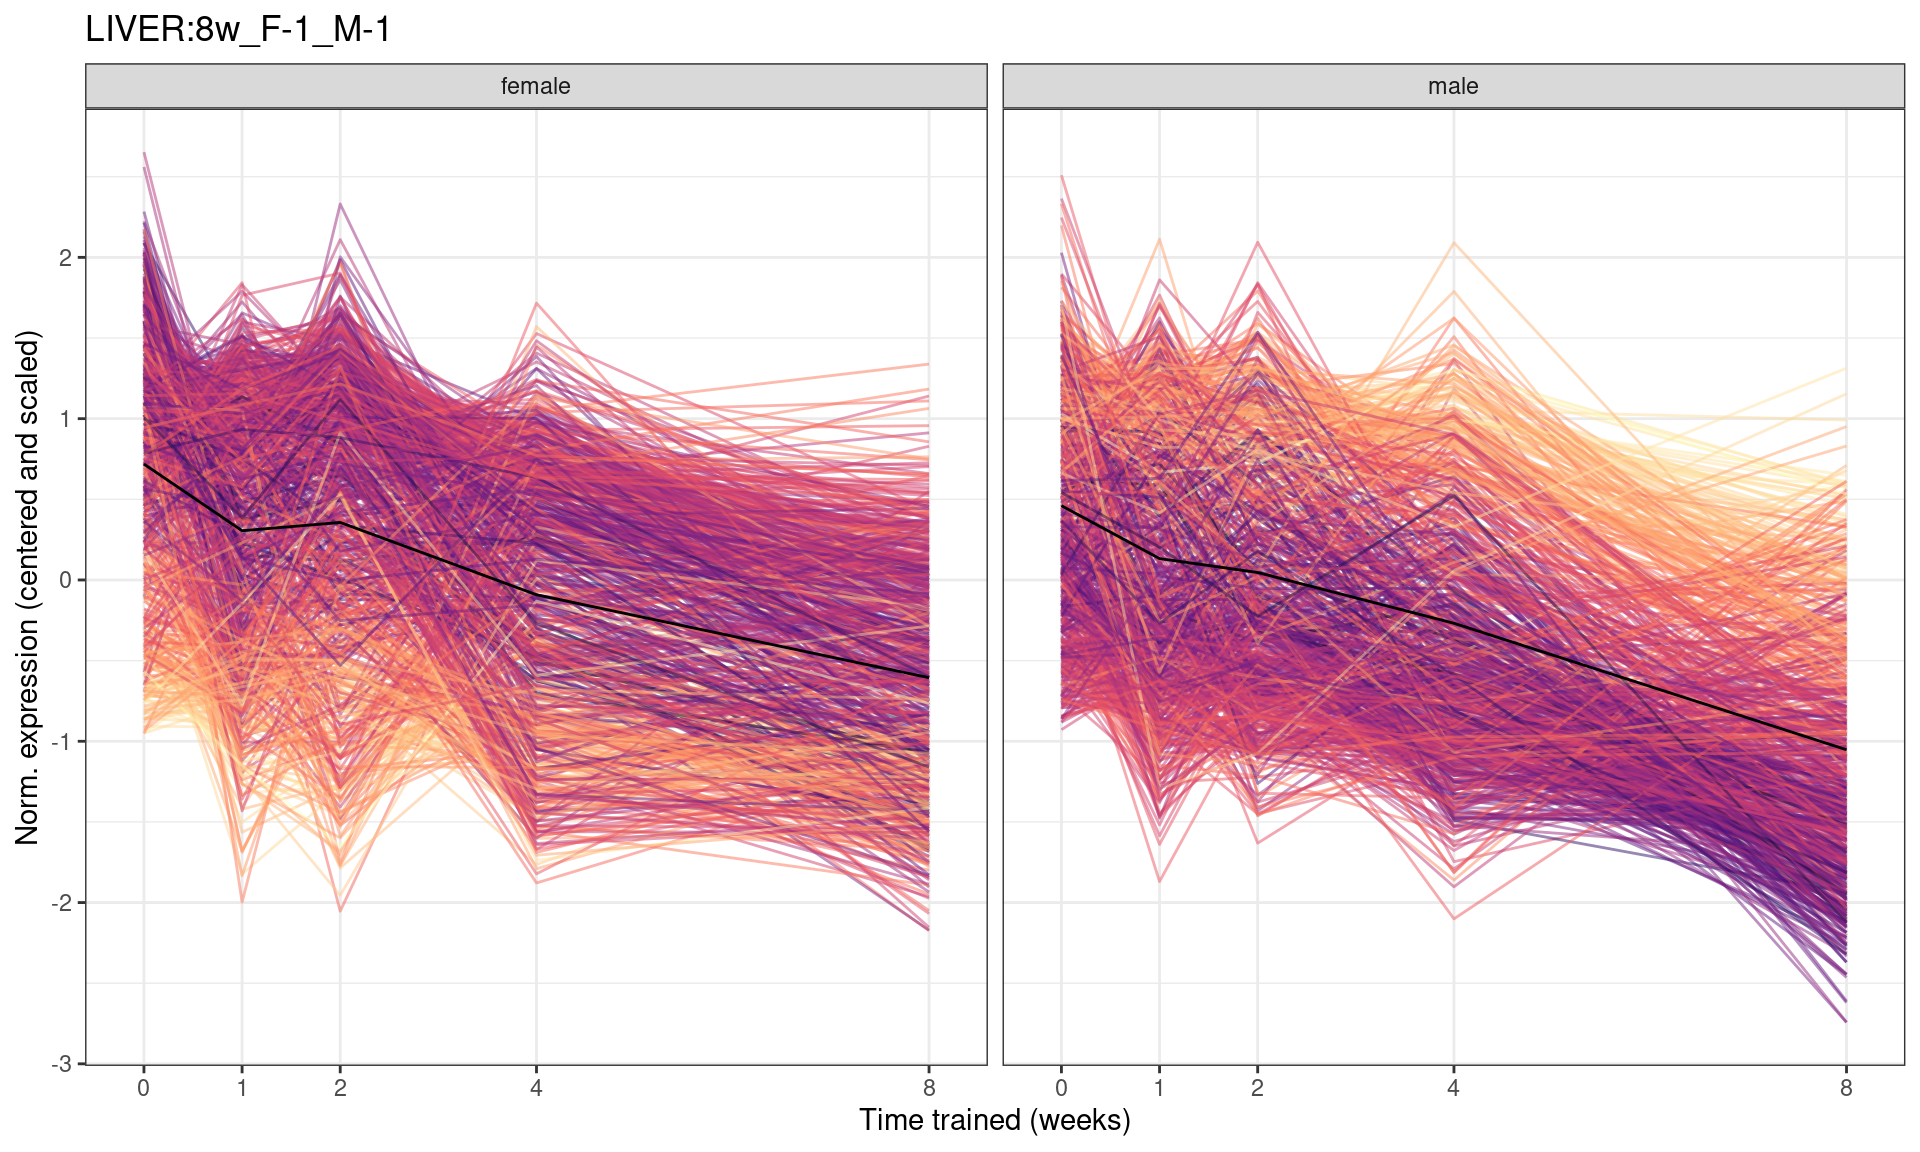 LIVER:8w_F-1_M-1
female
male
Norm. expression (centered and scaled)
2
1
0
-1
-2
-3
0 1 2 4 8
0 1 2 4 8
Time trained (weeks)